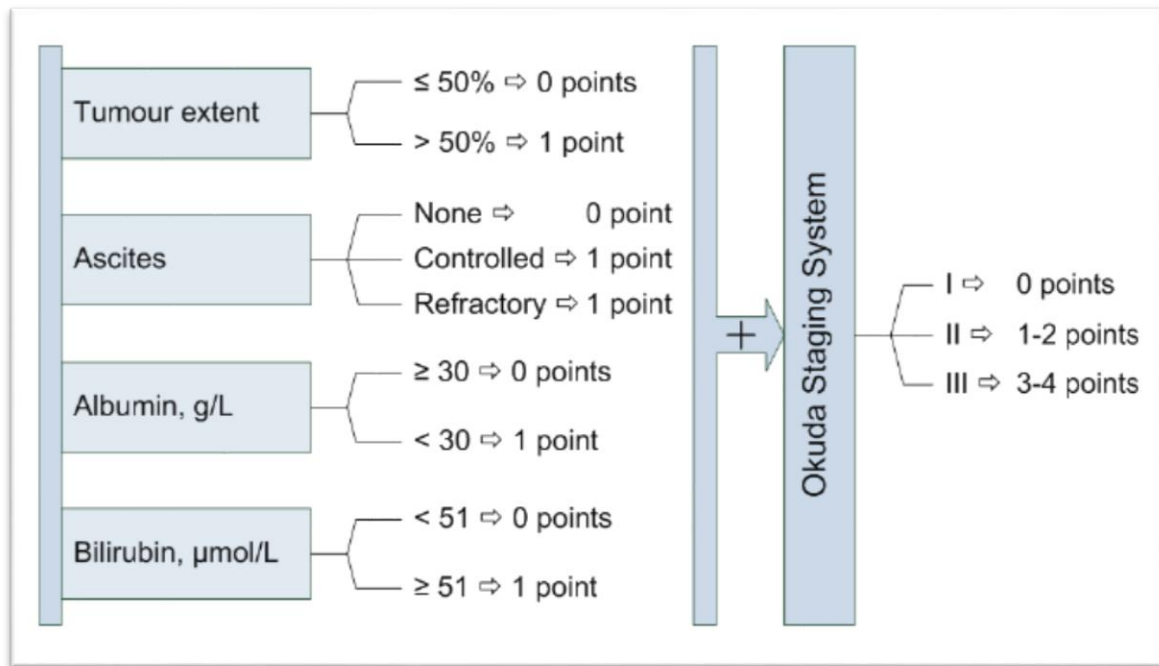 Tumour extent
≤ 50% ⇨ 0 points
> 50% ⇨ 1 point
Ascites
None ⇨ 0 point
Controlled ⇨ 1 point
Refractory ⇨ 1 point
Albumin, g/L
≥ 30 ⇨ 0 points
< 30 ⇨ 1 point
Bilirubin, µmol/L
< 51 ⇨ 0 points
≥ 51 ⇨ 1 point
+
Okuda Staging System
I ⇨ 0 points
II ⇨ 1-2 points
III ⇨ 3-4 points